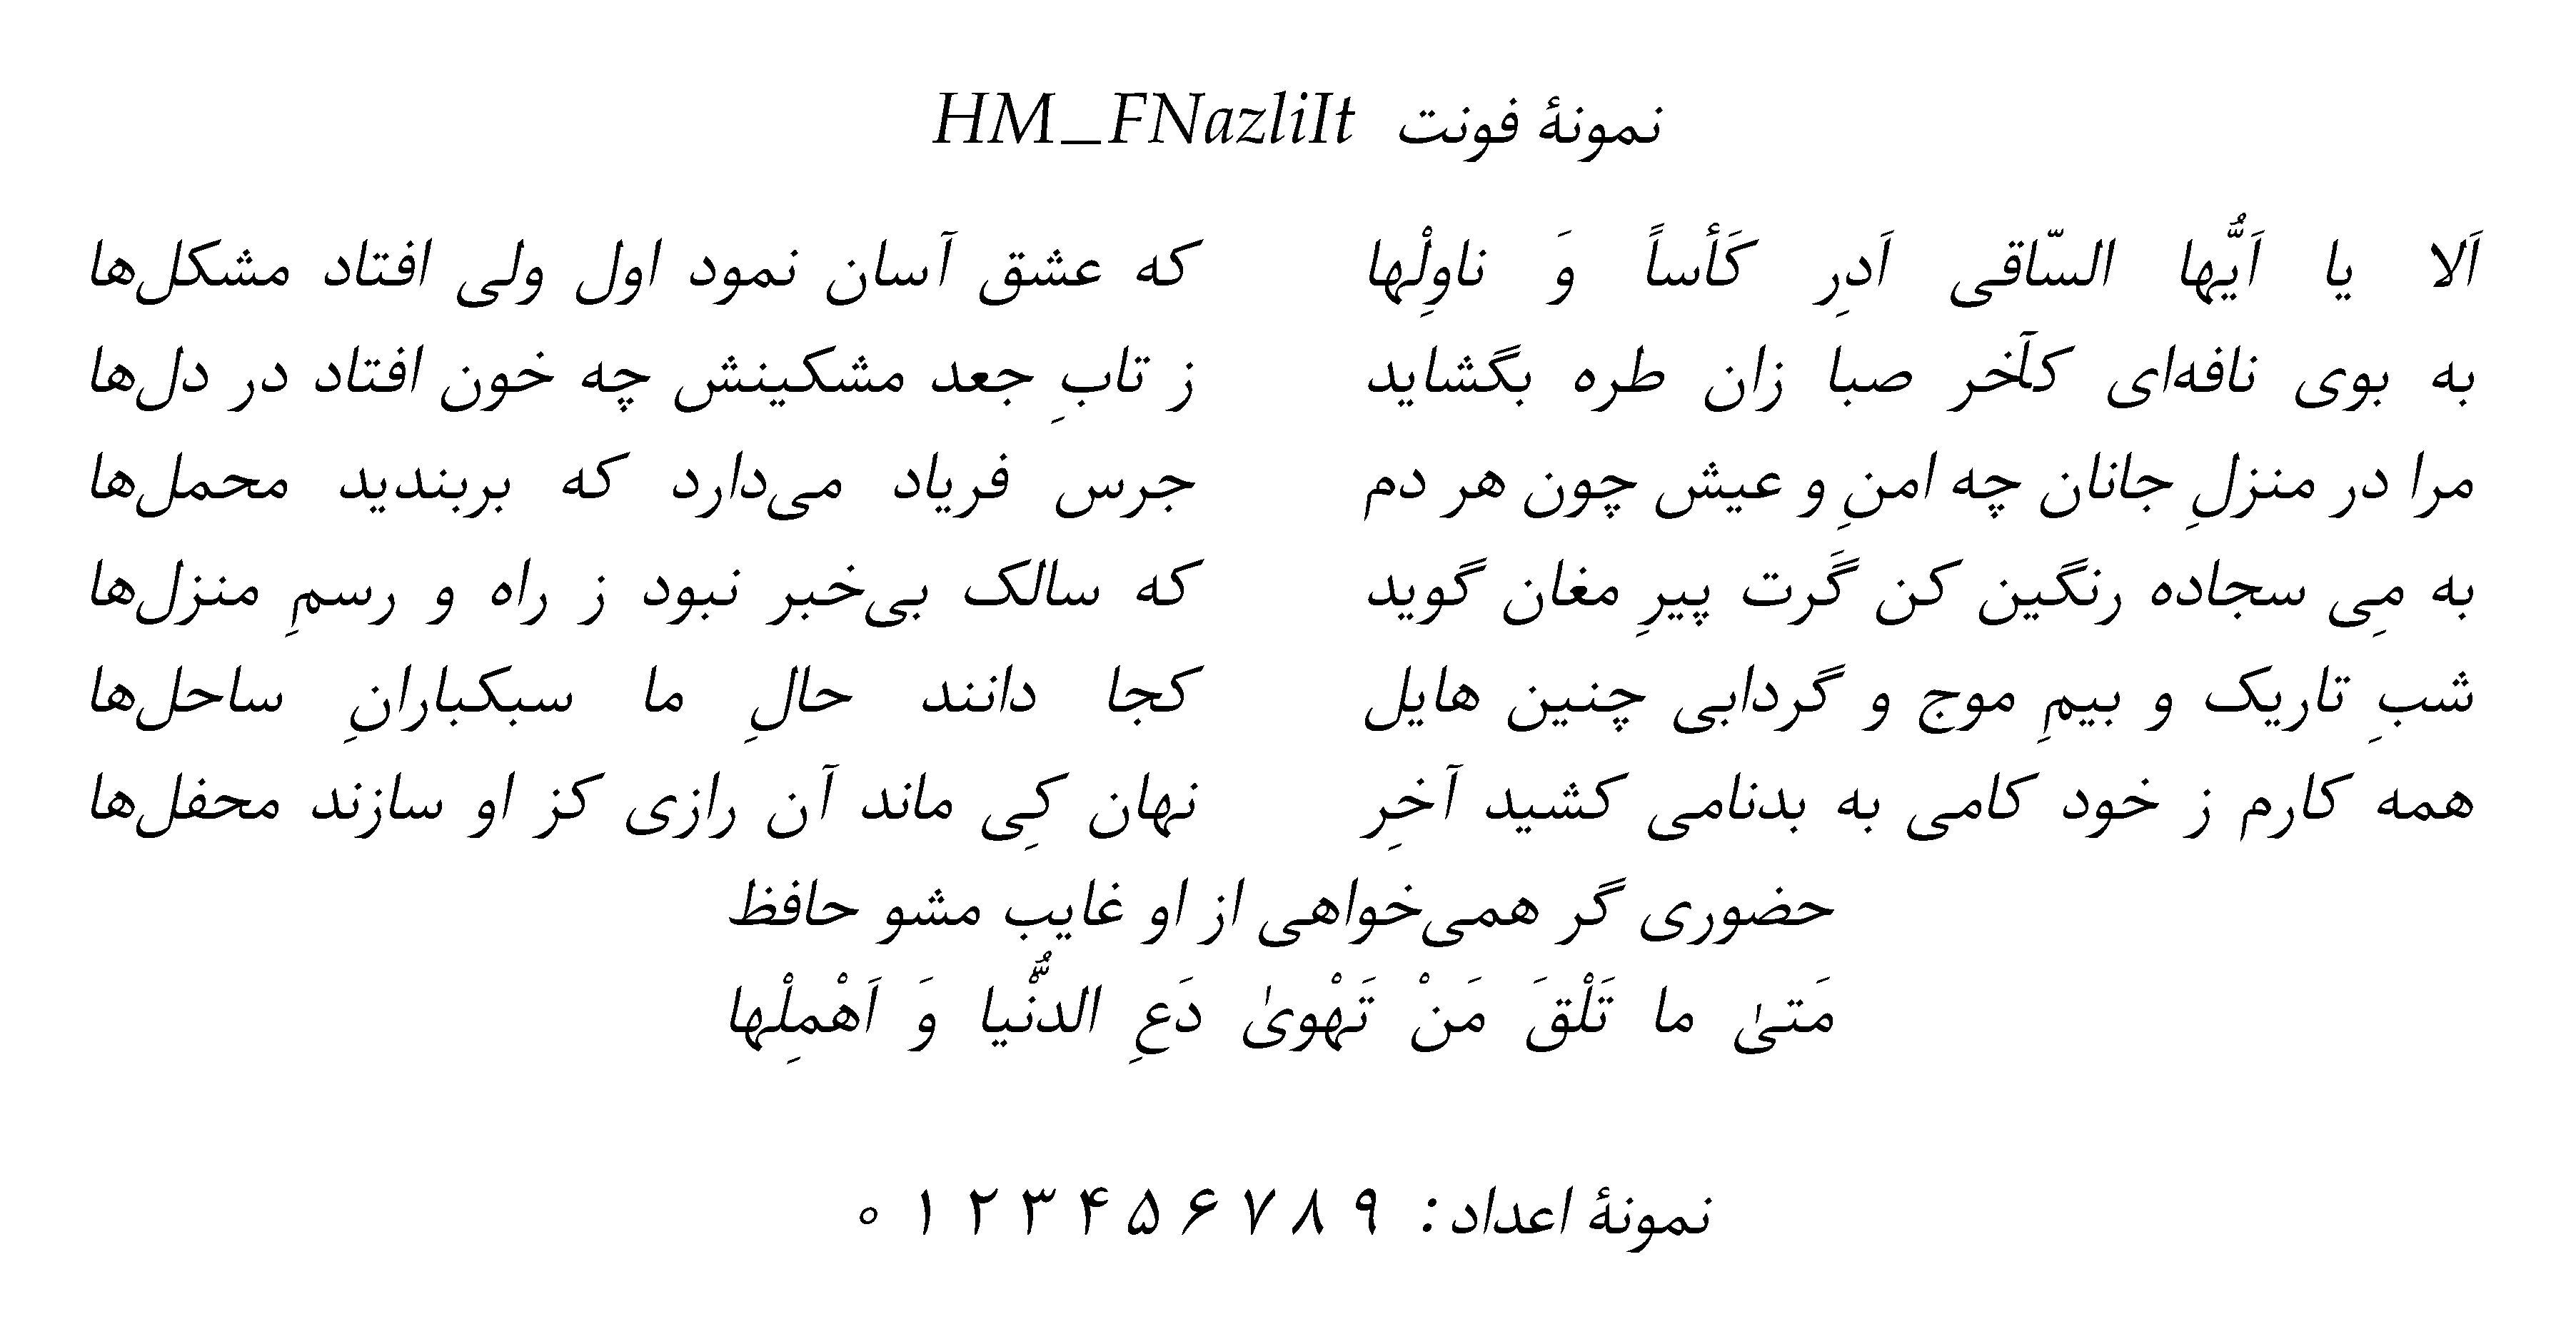 نمونهٔ فونت HM_FNazliIt
اَلا یا اَیُّها السّاقی اَدرِ کَأساً وَ ناوِلْها که عشق آسان نمود اول ولی افتاد مشکل‌ها
به بوی نافه‌ای کآخر صبا زان طره بگشاید ز تابِ جعد مشکینش چه خون افتاد در دل‌ها
مرا در منزلِ جانان چه امنِ و عیش چون هر دم جرس فریاد می‌دارد که بربندید محمل‌ها
به مِی سجاده رنگین کن گَرت پیرِ مغان گوید که سالک بی‌خبر نبود ز راه و رسمِ منزل‌ها
شبِ تاریک و بیمِ موج و گردابی چنین هایل کجا دانند حالِ ما سبکبارانِ ساحل‌ها
همه کارم ز خود کامی به بدنامی کشید آخرِ نهان کِی ماند آن رازی کز او سازند محفل‌ها
حضوری گر همی‌خواهی از او غایب مشو حافظ
مَتیٰ ما تَلْقَ مَنْ تَهْویٰ دَعِ الدُّنْیا وَ اَهْمِلْها
نمونهٔ اعداد: ۰ ۱ ۲ ۳ ۴ ۵ ۶ ۷ ۸ ۹